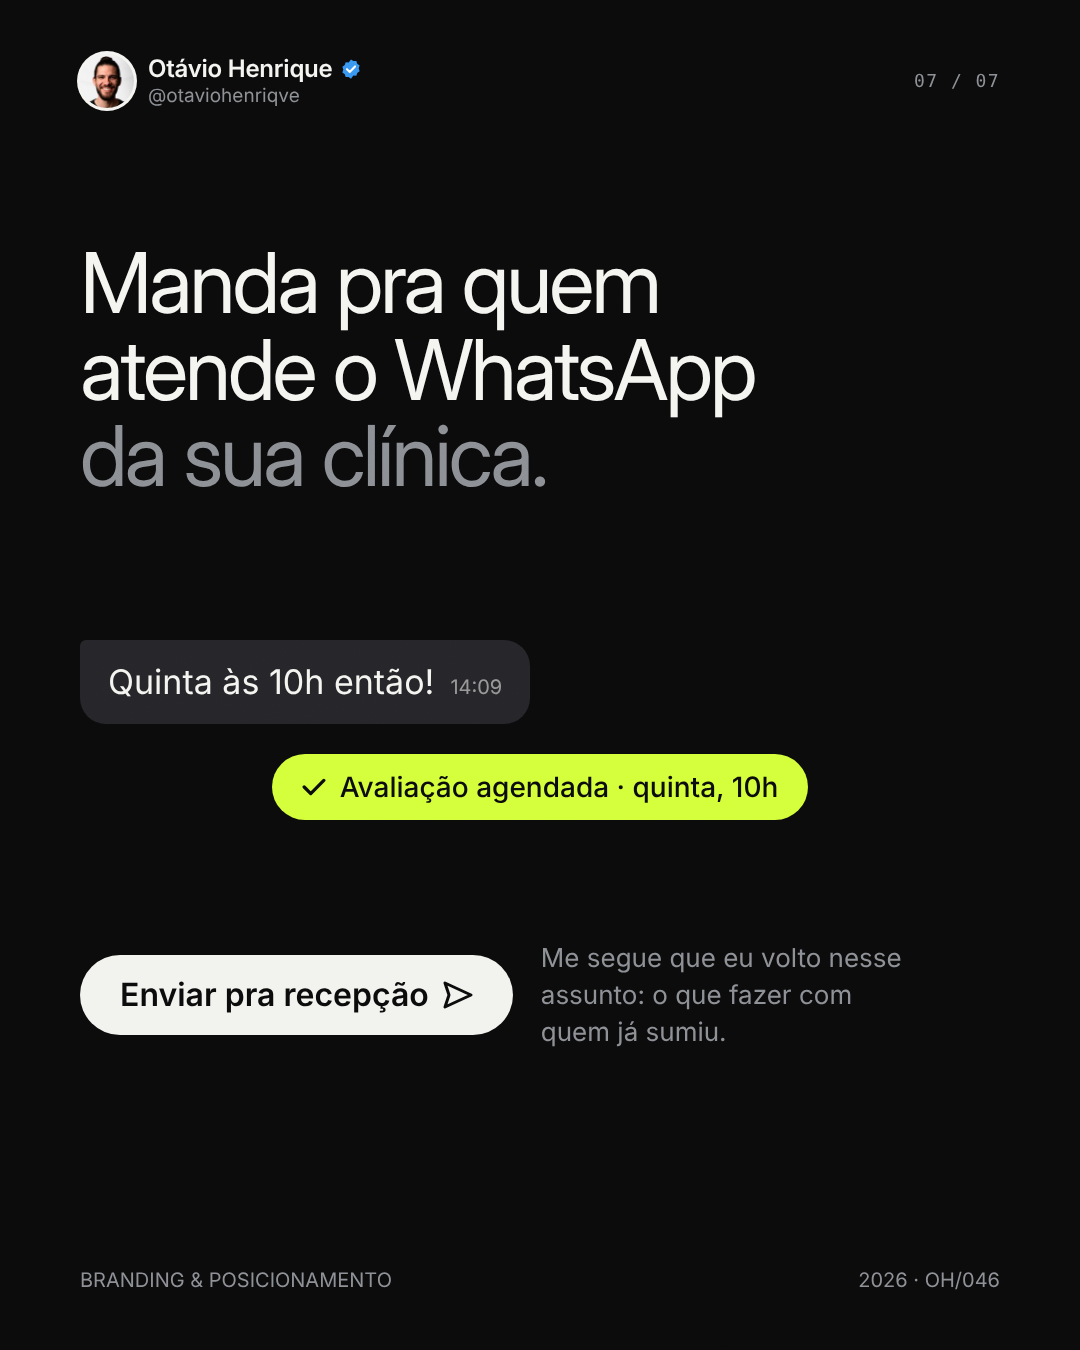 Otávio Henrique
@otaviohenriqve
07 / 07
Manda pra quem
atende o WhatsApp
da sua clínica.
Quinta às 10h então! 14:09
Avaliação agendada · quinta, 10h
Enviar pra recepção
Me segue que eu volto nesse
assunto: o que fazer com
quem já sumiu.
BRANDING & POSICIONAMENTO
2026 · OH/046